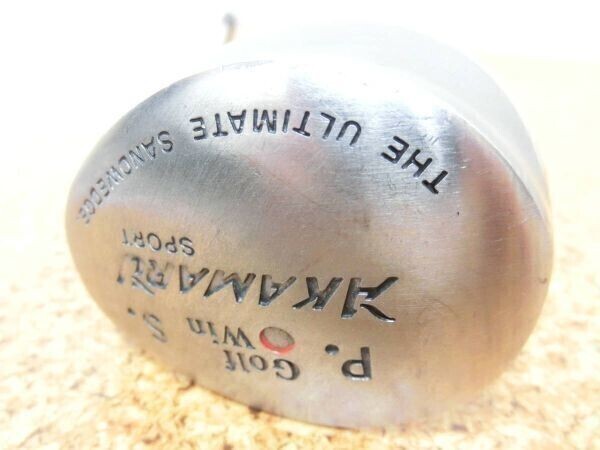 Golf
P. Win S.
AKAMARU
SPORT
THE ULTIMATE SANDWEDGE